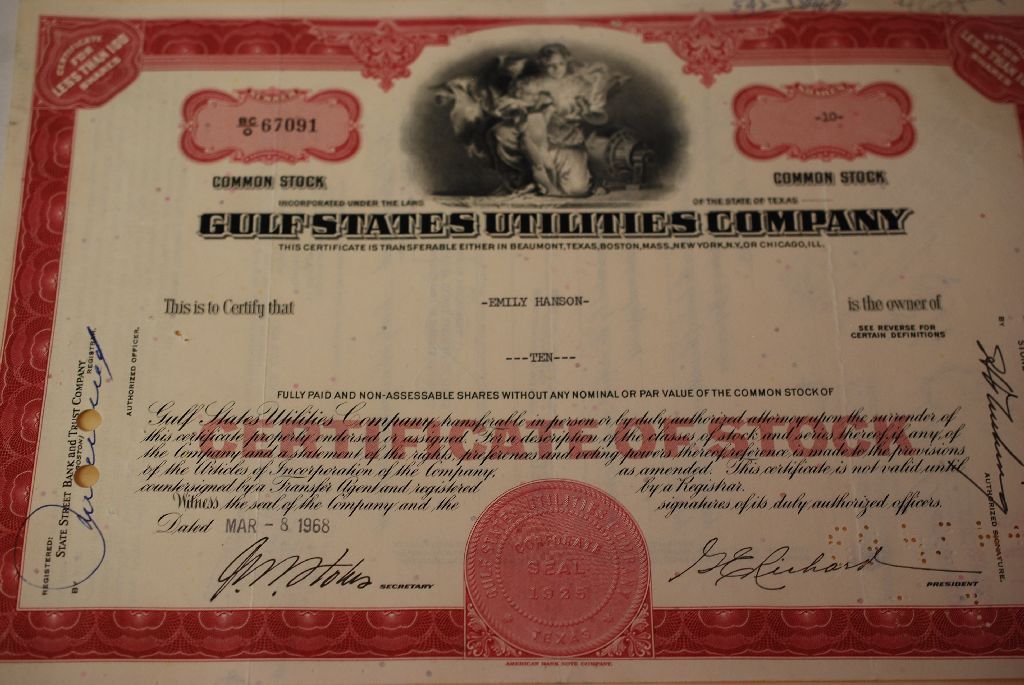 CERTIFICATE
FOR
LESS THAN 100
SHARES
NUMBER
BC
O 67091
-10-
COMMON STOCK
COMMON STOCK
INCORPORATED UNDER THE LAWS OF THE STATE OF TEXAS
GULF STATES UTILITIES COMPANY
THIS CERTIFICATE IS TRANSFERABLE EITHER IN BEAUMONT, TEXAS, BOSTON, MASS. NEW YORK, N.Y., OR CHICAGO, ILL.
This is to Certify that -EMILY HANSON- is the owner of
SEE REVERSE FOR
CERTAIN DEFINITIONS
---TEN---
FULLY PAID AND NON-ASSESSABLE SHARES WITHOUT ANY NOMINAL OR PAR VALUE OF THE COMMON STOCK OF
Gulf States Utilities Company, transferable in person or by duly authorized attorney upon the surrender of
this certificate properly endorsed or assigned. For a description of the classes of stock and series thereof, if any, of
the Company and a statement of the rights, preferences and voting powers thereof reference is made to the provisions
of the Articles of Incorporation of the Company, as amended. This certificate is not valid until
countersigned by a Transfer Agent and registered by a Registrar.
Witness the seal of the Company and the signatures of its duly authorized officers.
Dated MAR - 8 1968
SECRETARY
G E Richard
PRESIDENT
GULF STATES UTILITIES COMPANY
CORPORATE
SEAL
1925
TEXAS
AMERICAN BANK NOTE COMPANY
REGISTERED:
STATE STREET BANK and TRUST COMPANY
(BOSTON)
REGISTRAR
BY
AUTHORIZED OFFICER.
BY
AUTHORIZED SIGNATURE.